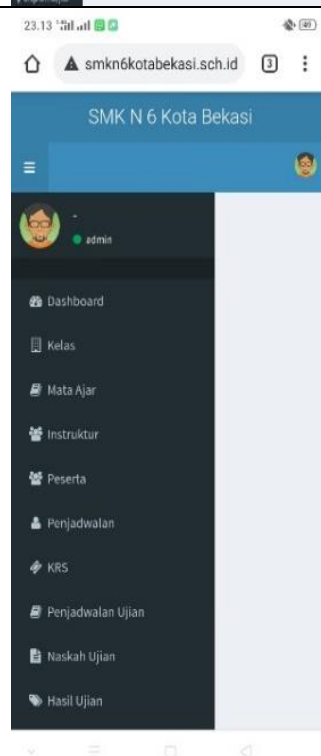 23.13
49
smkn6kotabekasi.sch.id
3
SMK N 6 Kota Bekasi
-
admin
Dashboard
Kelas
Mata Ajar
Instruktur
Peserta
Penjadwalan
KRS
Penjadwalan Ujian
Naskah Ujian
Hasil Ujian